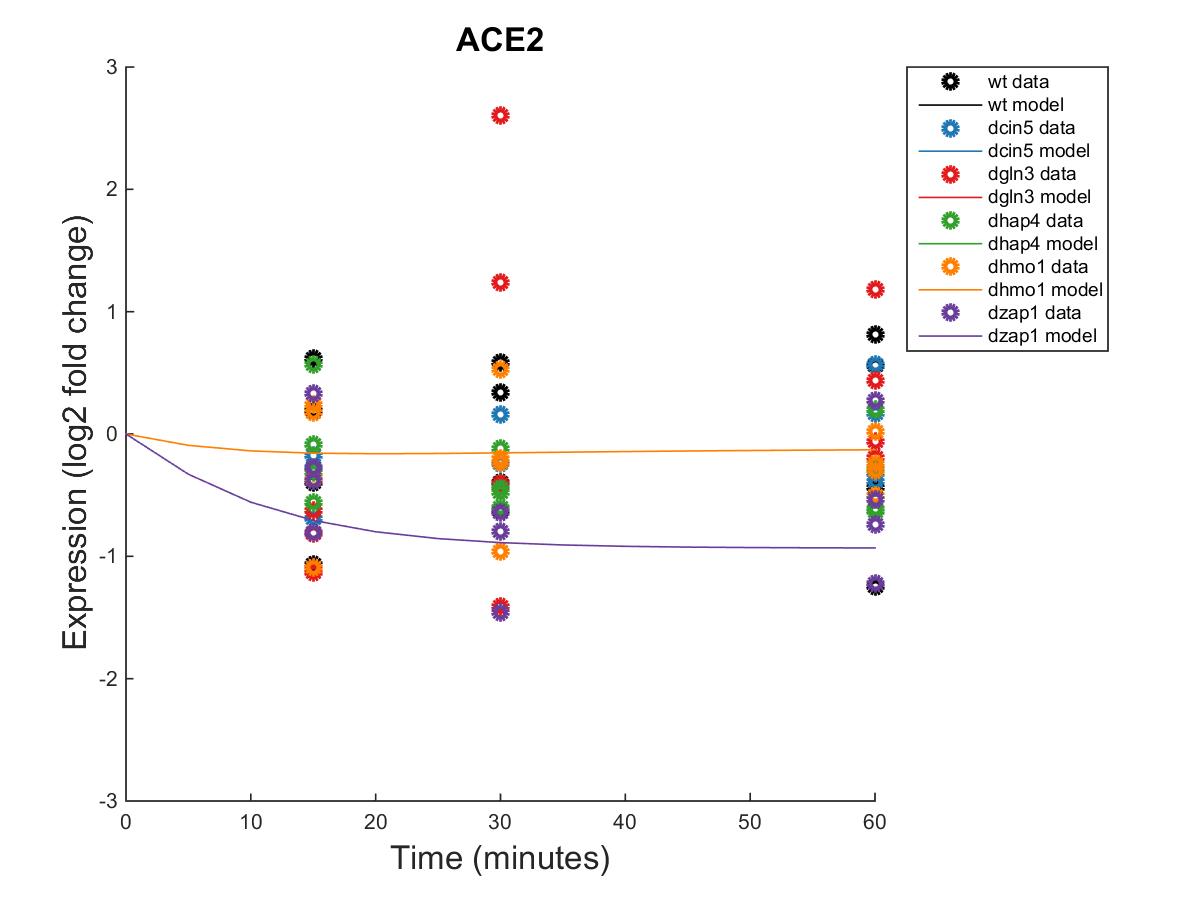 ACE2
Expression (log2 fold change)
3
2
1
0
-1
-2
-3
0 10 20 30 40 50 60
Time (minutes)
wt data
wt model
dcin5 data
dcin5 model
dgln3 data
dgln3 model
dhap4 data
dhap4 model
dhmo1 data
dhmo1 model
dzap1 data
dzap1 model